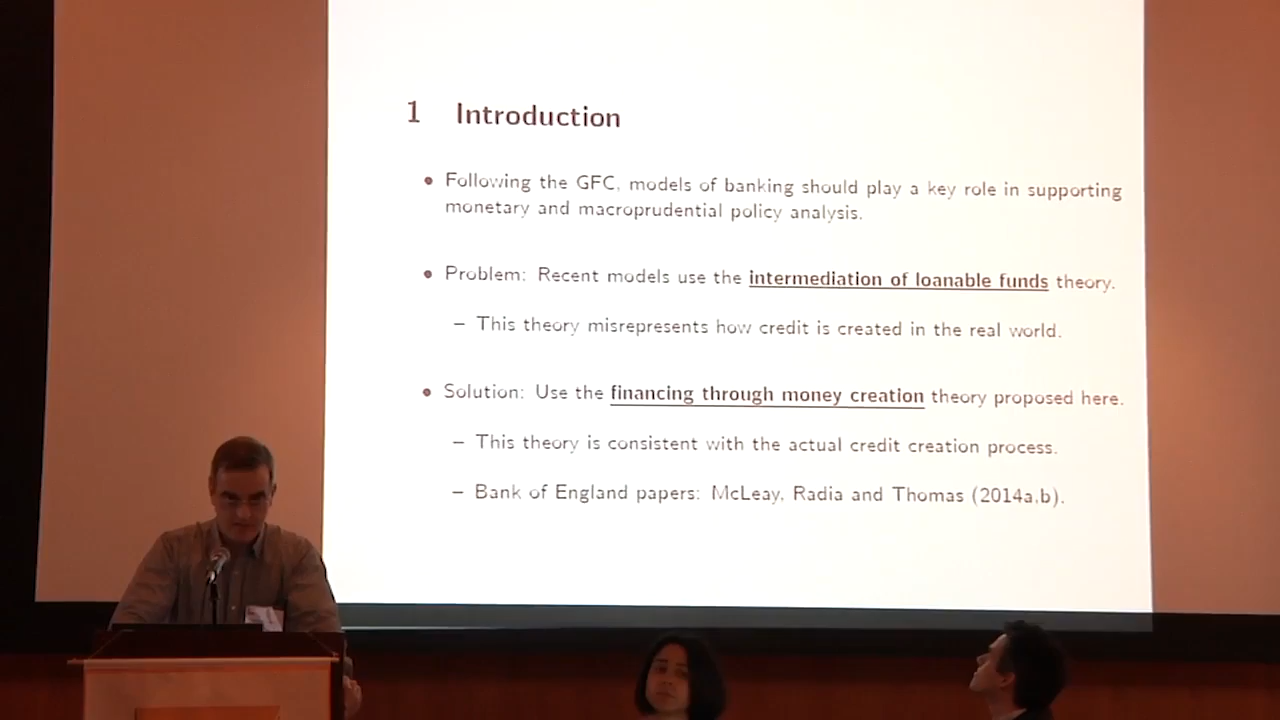 1 Introduction
• Following the GFC, models of banking should play a key role in supporting
monetary and macroprudential policy analysis.
• Problem: Recent models use the intermediation of loanable funds theory.
– This theory misrepresents how credit is created in the real world.
• Solution: Use the financing through money creation theory proposed here.
– This theory is consistent with the actual credit creation process.
– Bank of England papers: McLeay, Radia and Thomas (2014a,b).